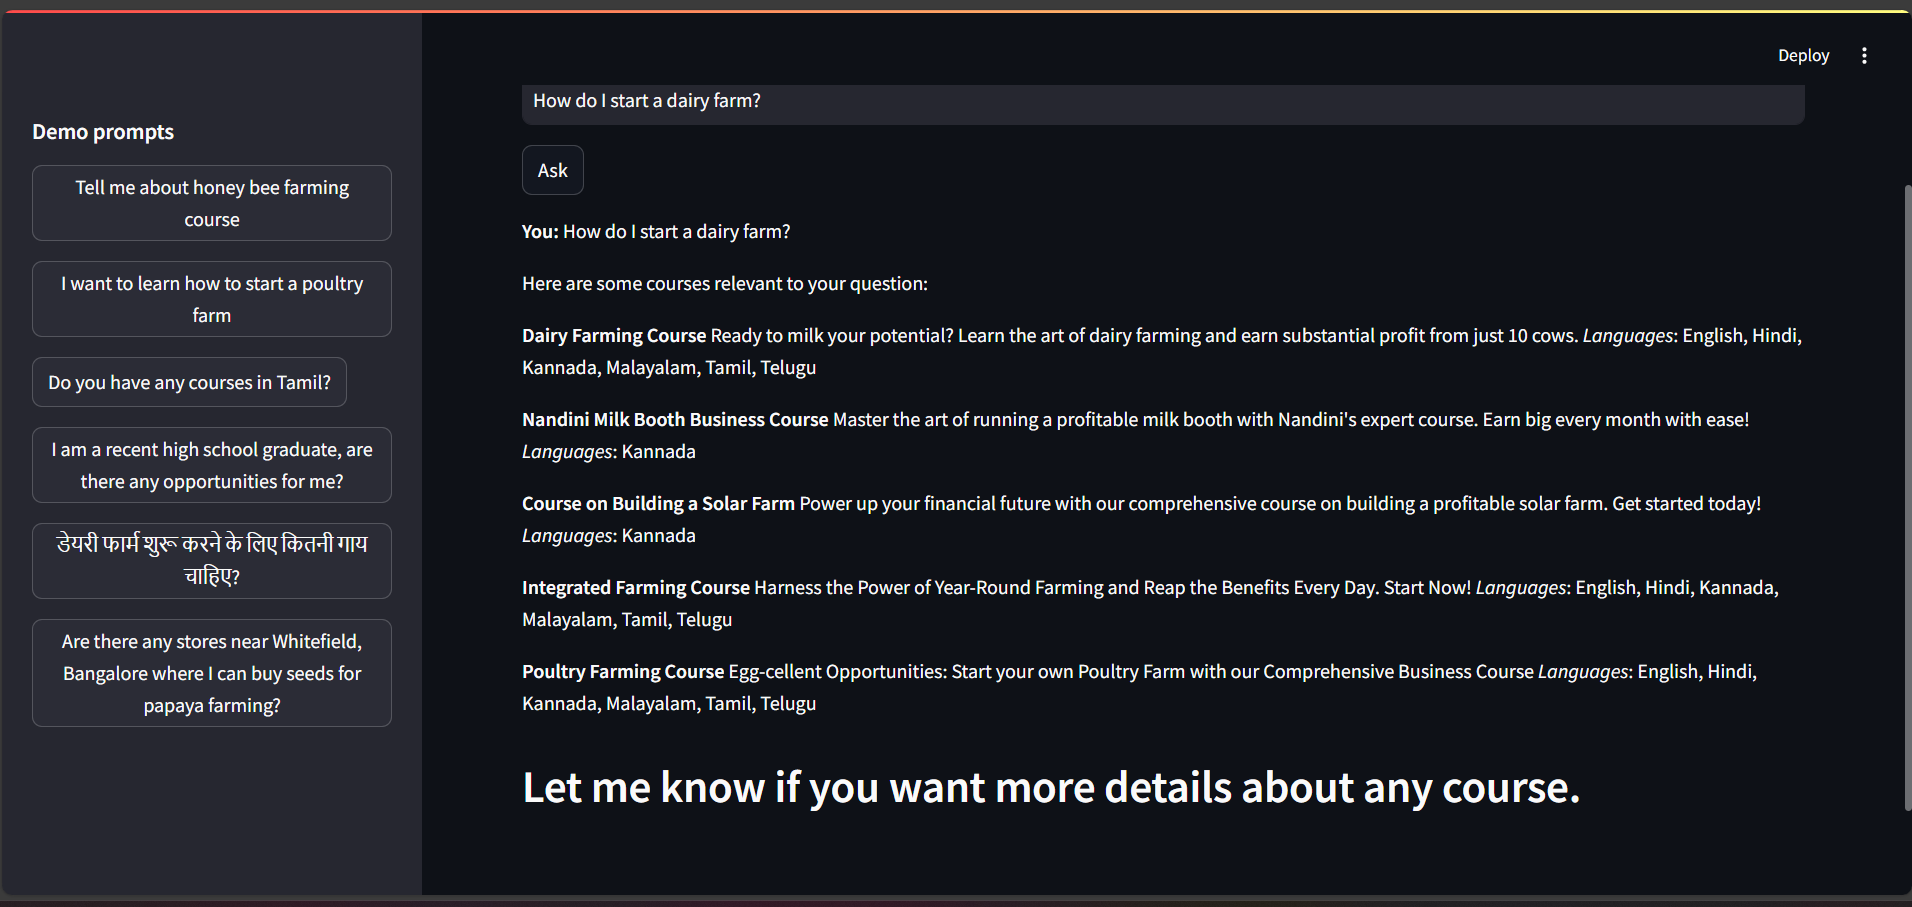 Deploy
Demo prompts
Tell me about honey bee farming
course
I want to learn how to start a poultry
farm
Do you have any courses in Tamil?
I am a recent high school graduate, are
there any opportunities for me?
डेयरी फार्म शुरू करने के लिए कितनी गाय
चाहिए?
Are there any stores near Whitefield,
Bangalore where I can buy seeds for
papaya farming?
How do I start a dairy farm?
Ask
You: How do I start a dairy farm?
Here are some courses relevant to your question:
Dairy Farming Course Ready to milk your potential? Learn the art of dairy farming and earn substantial profit from just 10 cows. Languages: English, Hindi,
Kannada, Malayalam, Tamil, Telugu
Nandini Milk Booth Business Course Master the art of running a profitable milk booth with Nandini's expert course. Earn big every month with ease!
Languages: Kannada
Course on Building a Solar Farm Power up your financial future with our comprehensive course on building a profitable solar farm. Get started today!
Languages: Kannada
Integrated Farming Course Harness the Power of Year-Round Farming and Reap the Benefits Every Day. Start Now! Languages: English, Hindi, Kannada,
Malayalam, Tamil, Telugu
Poultry Farming Course Egg-cellent Opportunities: Start your own Poultry Farm with our Comprehensive Business Course Languages: English, Hindi,
Kannada, Malayalam, Tamil, Telugu
Let me know if you want more details about any course.